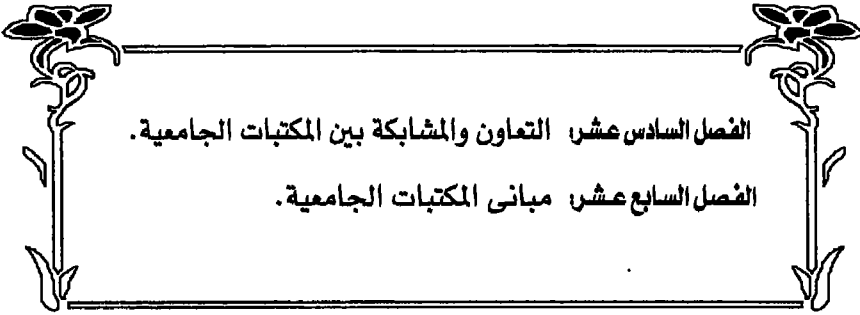 الفصل السادس عشر: التعاون والمشابكة بين المكتبات الجامعية.
الفصل السابع عشر: مبانى المكتبات الجامعية.